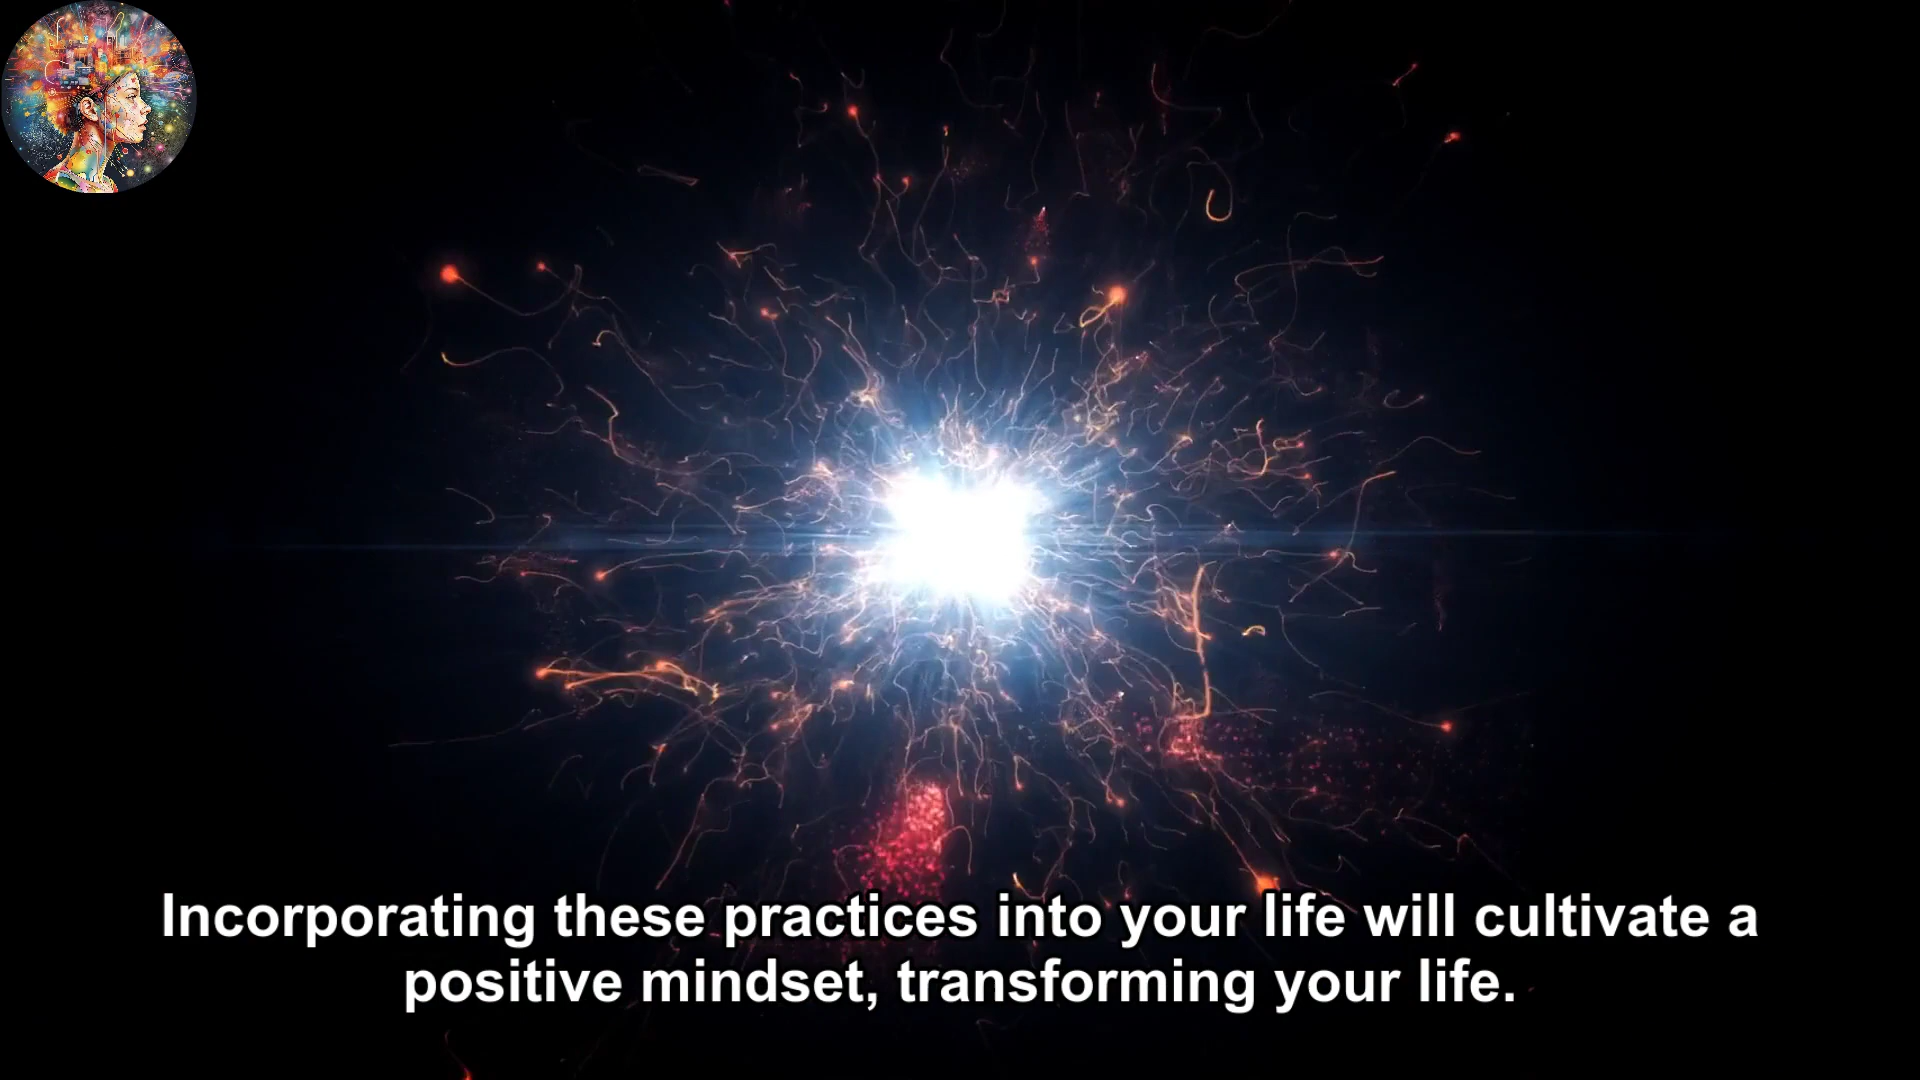 Incorporating these practices into your life will cultivate a
positive mindset, transforming your life.